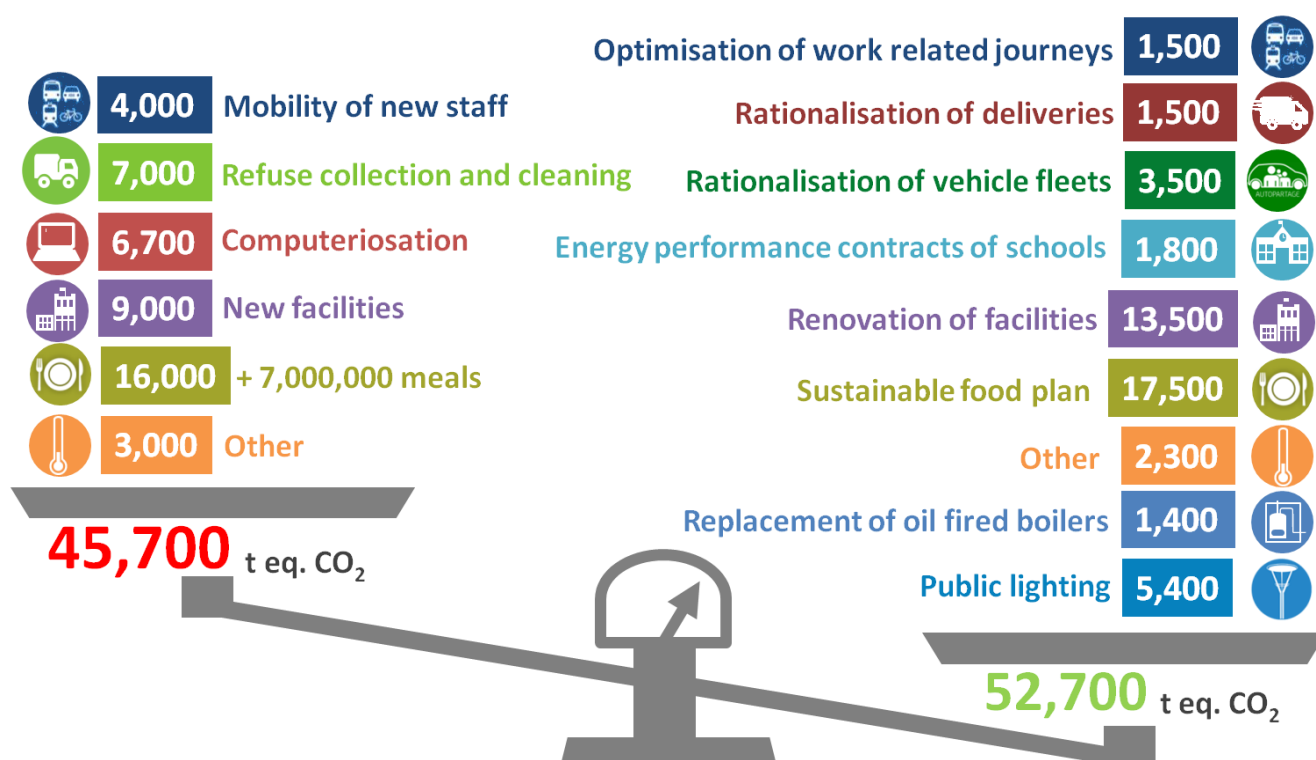 4,000 Mobility of new staff
7,000 Refuse collection and cleaning
6,700 Computeriosation
9,000 New facilities
16,000 + 7,000,000 meals
3,000 Other
45,700 t eq. CO₂
Optimisation of work related journeys 1,500
Rationalisation of deliveries 1,500
Rationalisation of vehicle fleets 3,500
AUTOPARTAGE
Energy performance contracts of schools 1,800
Renovation of facilities 13,500
Sustainable food plan 17,500
Other 2,300
Replacement of oil fired boilers 1,400
Public lighting 5,400
52,700 t eq. CO₂